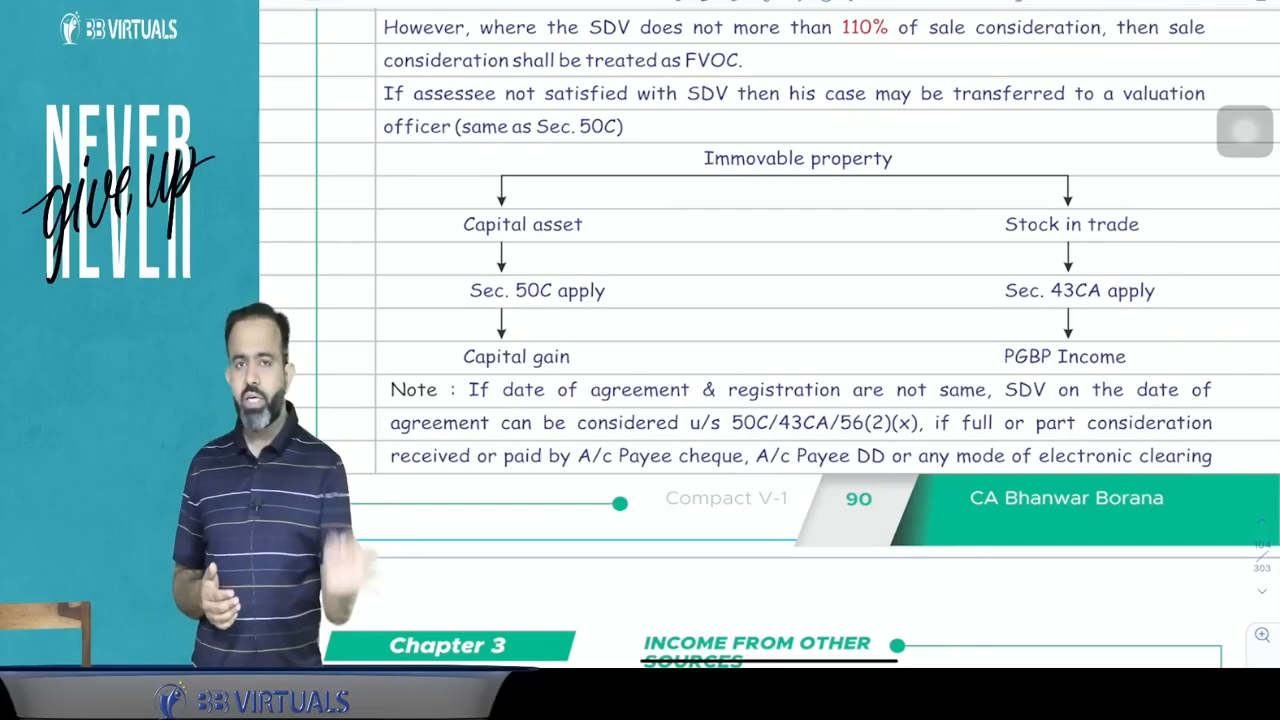 BB VIRTUALS
NEVER
give up
NEVER
However, where the SDV does not more than 110% of sale consideration, then sale
consideration shall be treated as FVOC.
If assessee not satisfied with SDV then his case may be transferred to a valuation
officer (same as Sec. 50C)
Immovable property
Capital asset
Stock in trade
Sec. 50C apply
Sec. 43CA apply
Capital gain
PGBP Income
Note : If date of agreement & registration are not same, SDV on the date of
agreement can be considered u/s 50C/43CA/56(2)(x), if full or part consideration
received or paid by A/c Payee cheque, A/c Payee DD or any mode of electronic clearing
Compact V-1
90
CA Bhanwar Borana
104
303
Chapter 3
INCOME FROM OTHER
SOURCES
BB VIRTUALS